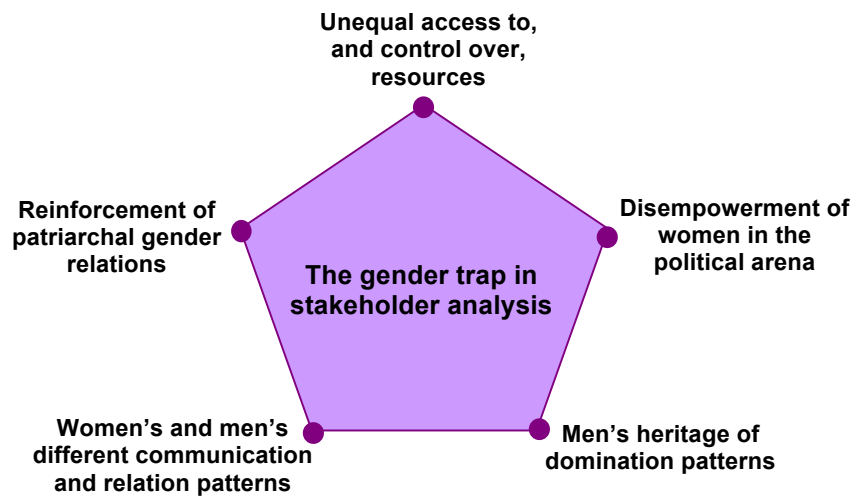 Unequal access to,
and control over,
resources
Reinforcement of
patriarchal gender
relations
Disempowerment of
women in the
political arena
The gender trap in
stakeholder analysis
Women’s and men’s
different communication
and relation patterns
Men’s heritage of
domination patterns